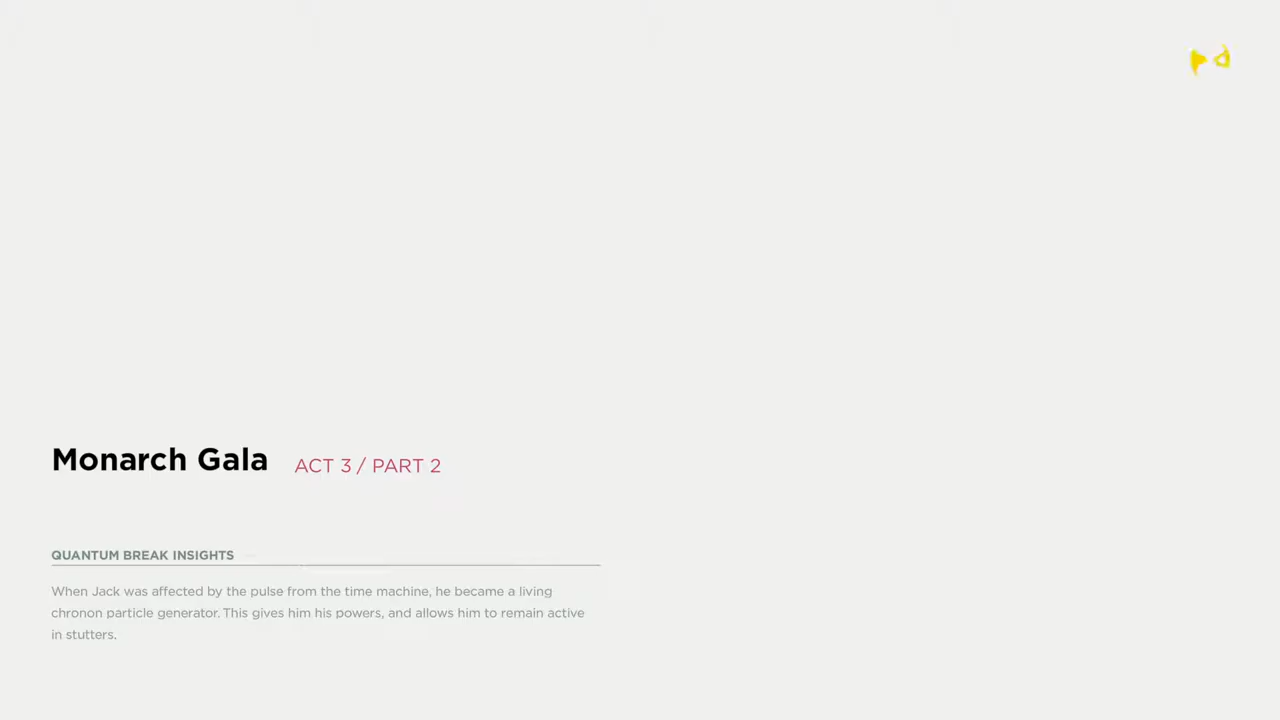 Monarch Gala ACT 3 / PART 2
QUANTUM BREAK INSIGHTS
When Jack was affected by the pulse from the time machine, he became a living
chronon particle generator. This gives him his powers, and allows him to remain active
in stutters.